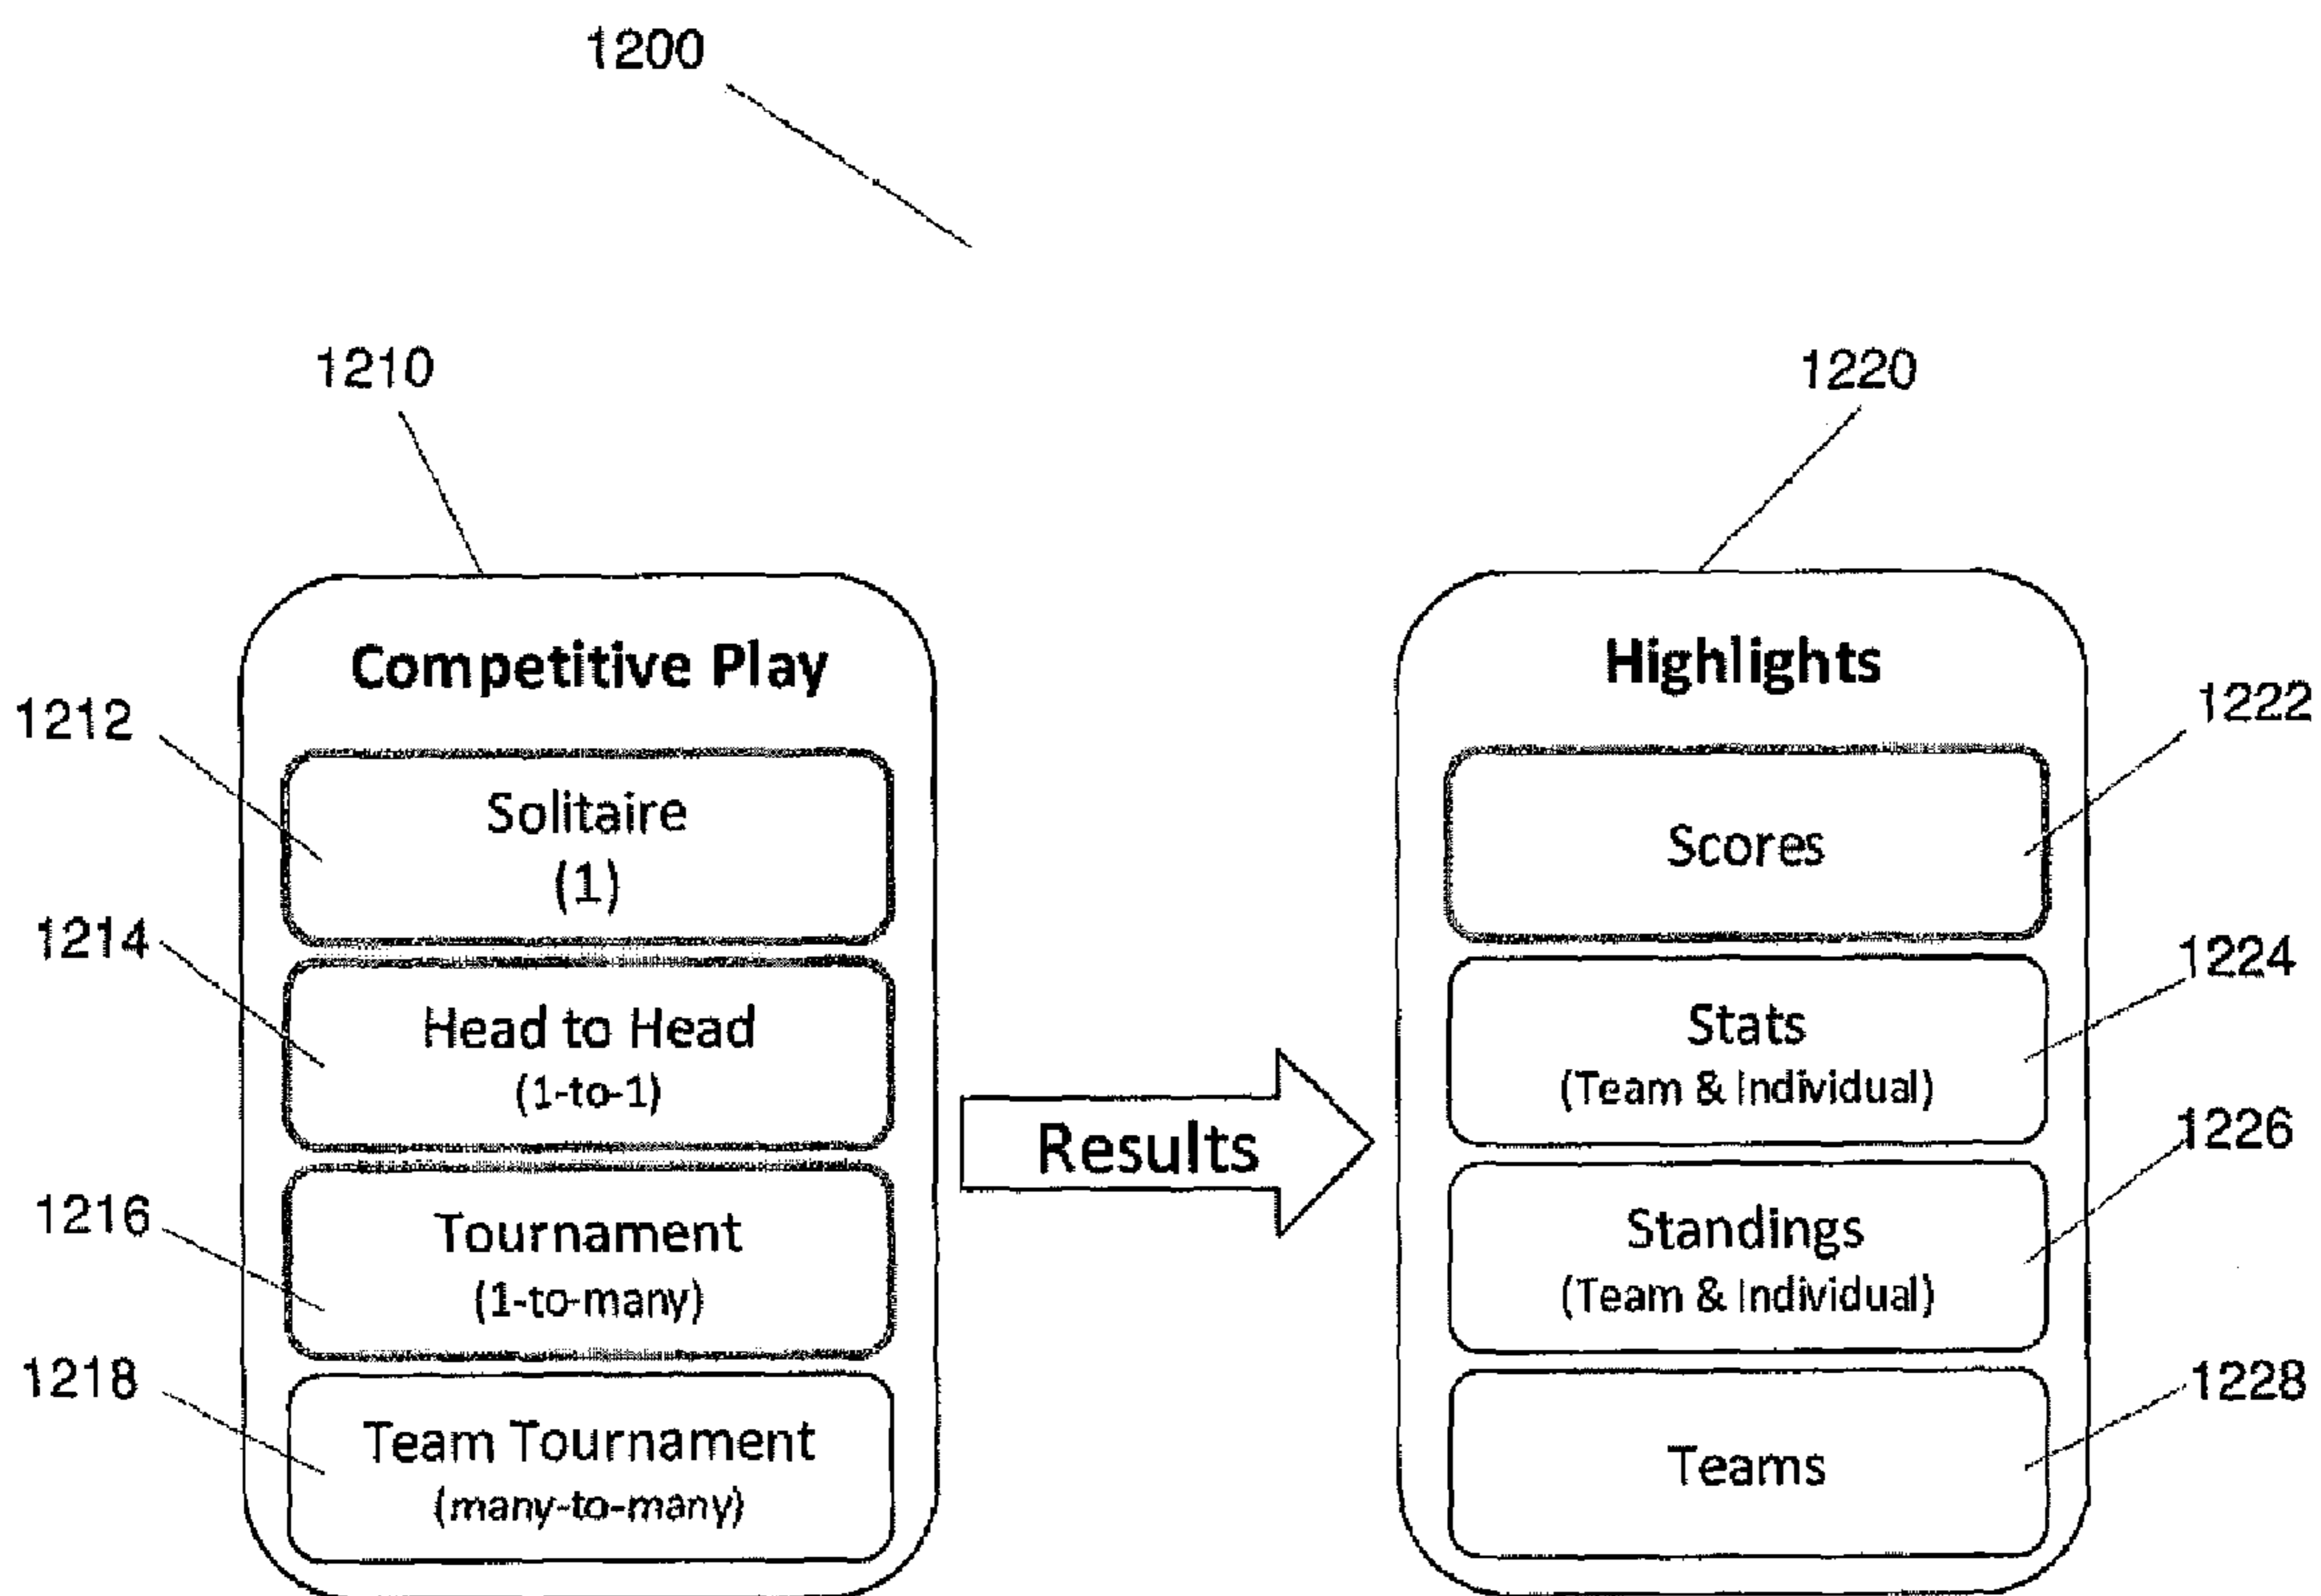 1200
1210
1220
Competitive Play
1212
Solitaire
(1)
1214
Head to Head
(1-to-1)
1216
Tournament
(1-to-many)
1218
Team Tournament
(many-to-many)
Results
Highlights
1222
Scores
1224
Stats
(Team & Individual)
1226
Standings
(Team & Individual)
1228
Teams